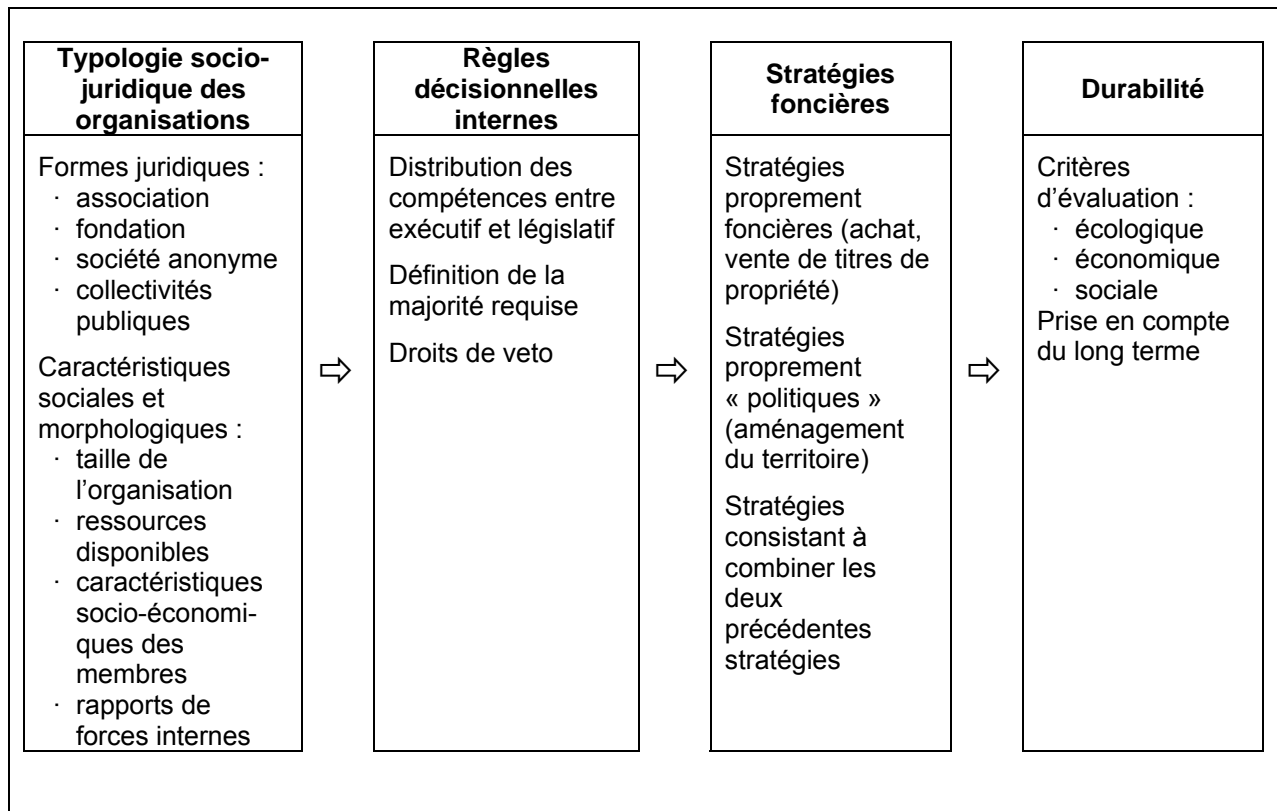 Typologie socio-
juridique des
organisations
Formes juridiques :
· association
· fondation
· société anonyme
· collectivités
publiques
Caractéristiques
sociales et
morphologiques :
· taille de
l’organisation
· ressources
disponibles
· caractéristiques
socio-économi-
ques des
membres
· rapports de
forces internes
⇨
Règles
décisionnelles
internes
Distribution des
compétences entre
exécutif et législatif
Définition de la
majorité requise
Droits de veto
⇨
Stratégies
foncières
Stratégies
proprement
foncières (achat,
vente de titres de
propriété)
Stratégies
proprement
« politiques »
(aménagement
du territoire)
Stratégies
consistant à
combiner les
deux
précédentes
stratégies
⇨
Durabilité
Critères
d’évaluation :
· écologique
· économique
· sociale
Prise en compte
du long terme